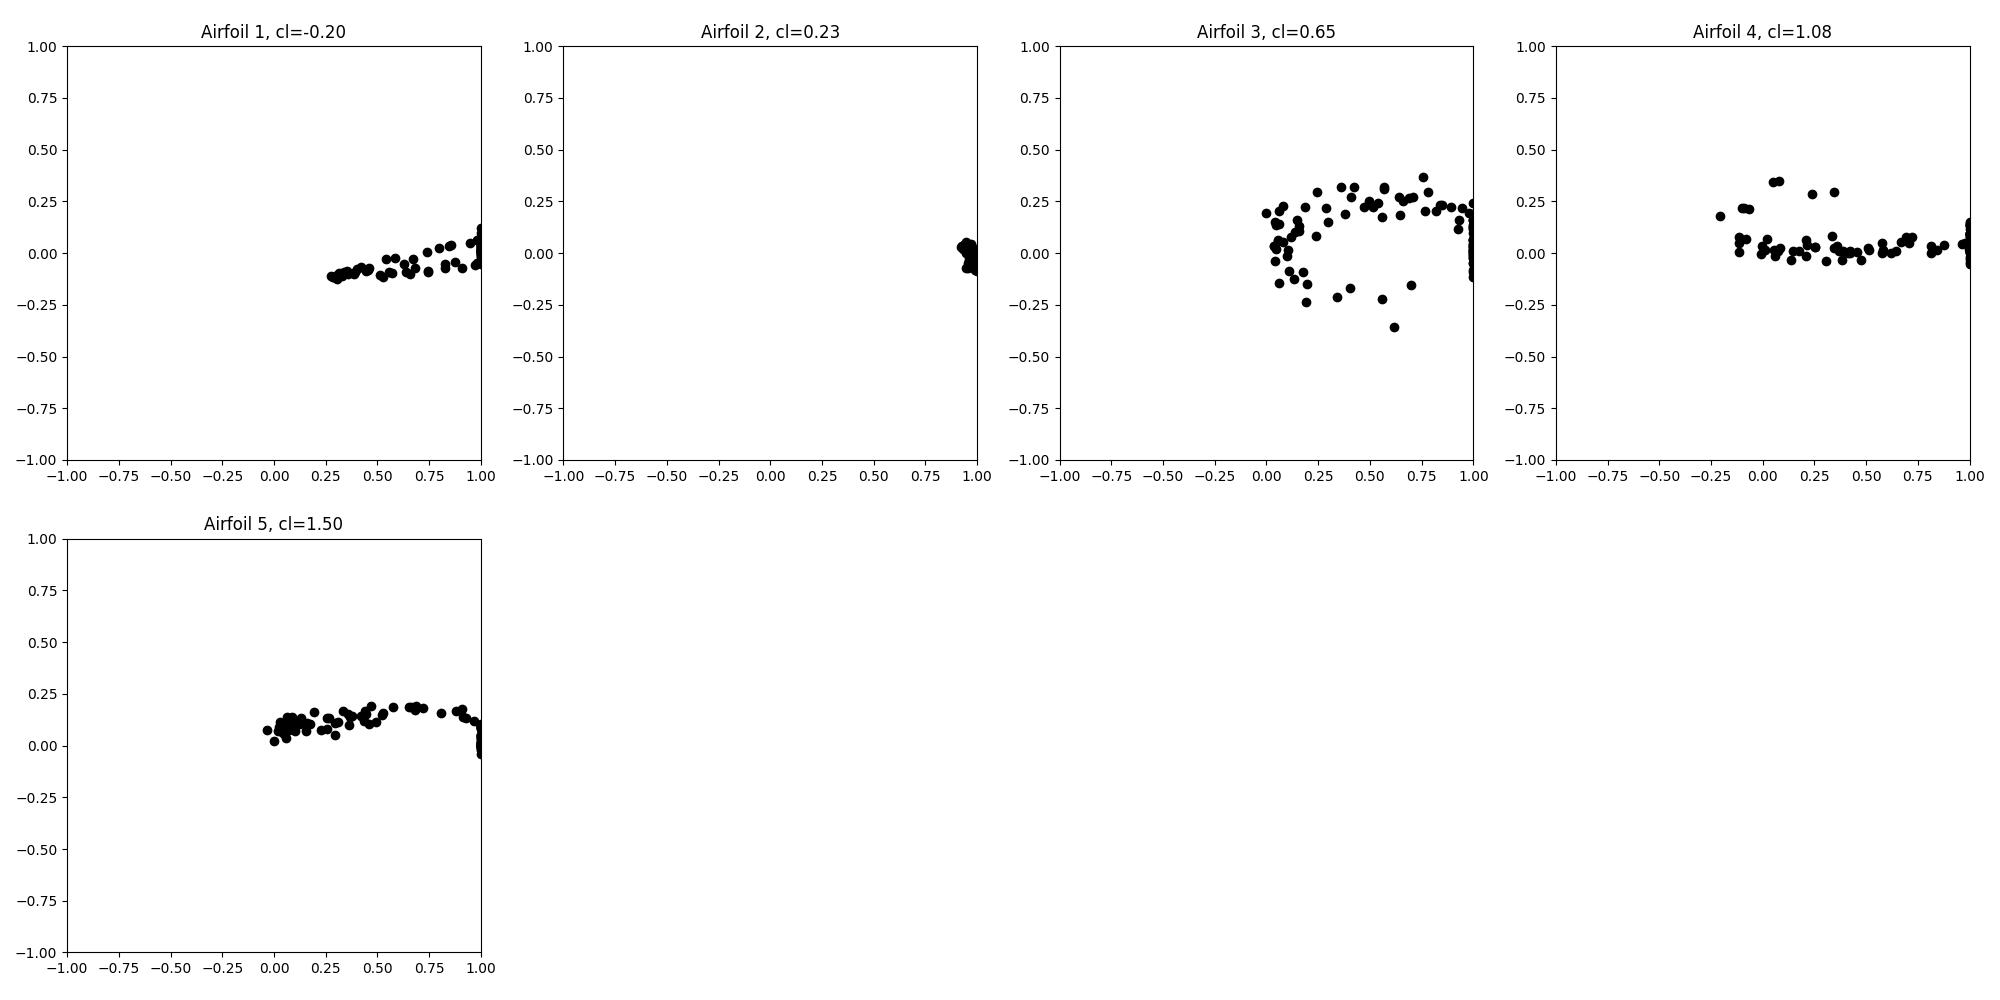 Airfoil 1, cl=-0.20
Airfoil 2, cl=0.23
Airfoil 3, cl=0.65
Airfoil 4, cl=1.08
1.00 1.00 1.00 1.00
0.75 0.75 0.75 0.75
0.50 0.50 0.50 0.50
0.25 0.25 0.25 0.25
0.00 0.00 0.00 0.00
−0.25 −0.25 −0.25 −0.25
−0.50 −0.50 −0.50 −0.50
−0.75 −0.75 −0.75 −0.75
−1.00 −1.00 −1.00 −1.00
−1.00 −0.75 −0.50 −0.25 0.00 0.25 0.50 0.75 1.00
−1.00 −0.75 −0.50 −0.25 0.00 0.25 0.50 0.75 1.00
−1.00 −0.75 −0.50 −0.25 0.00 0.25 0.50 0.75 1.00
−1.00 −0.75 −0.50 −0.25 0.00 0.25 0.50 0.75 1.00
Airfoil 5, cl=1.50
1.00
0.75
0.50
0.25
0.00
−0.25
−0.50
−0.75
−1.00
−1.00 −0.75 −0.50 −0.25 0.00 0.25 0.50 0.75 1.00